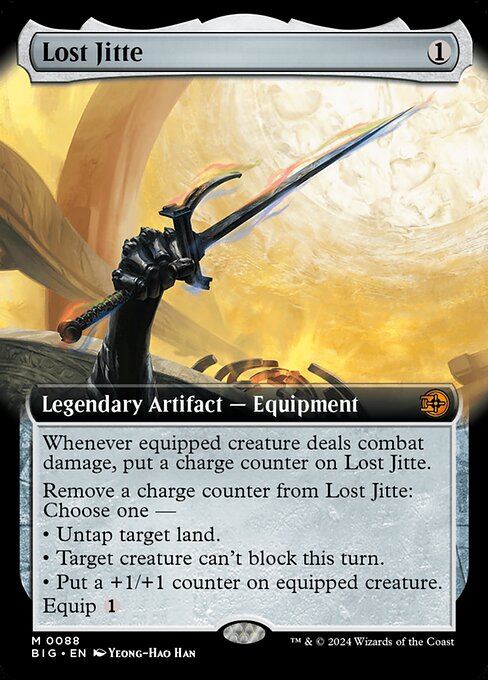 Lost Jitte 1
Legendary Artifact — Equipment
Whenever equipped creature deals combat
damage, put a charge counter on Lost Jitte.
Remove a charge counter from Lost Jitte:
Choose one —
• Untap target land.
• Target creature can't block this turn.
• Put a +1/+1 counter on equipped creature.
Equip 1
M 0088
BIG • EN Yeong-Hao Han
™ & © 2024 Wizards of the Coast